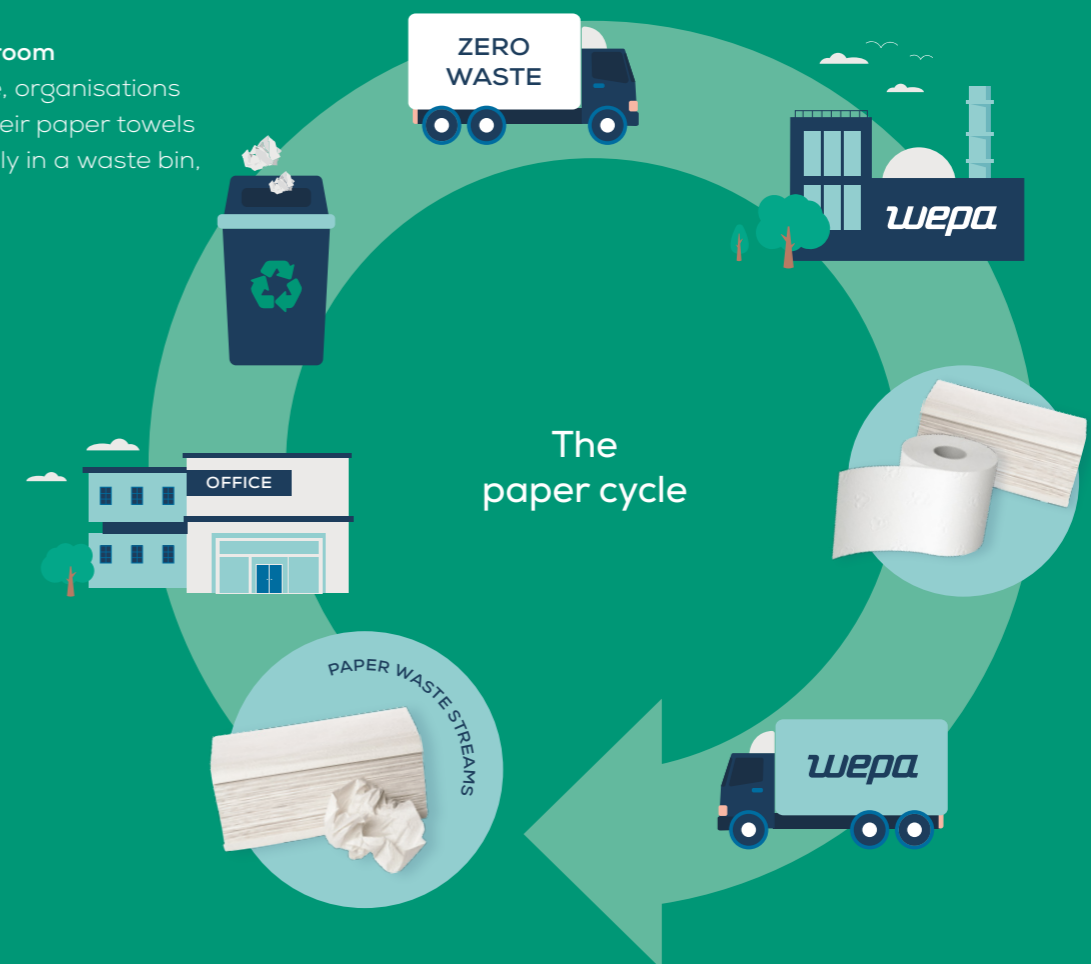 room
, organisations
eir paper towels
ly in a waste bin,
ZERO
WASTE
wepa
The
paper cycle
OFFICE
PAPER WASTE STREAMS
wepa